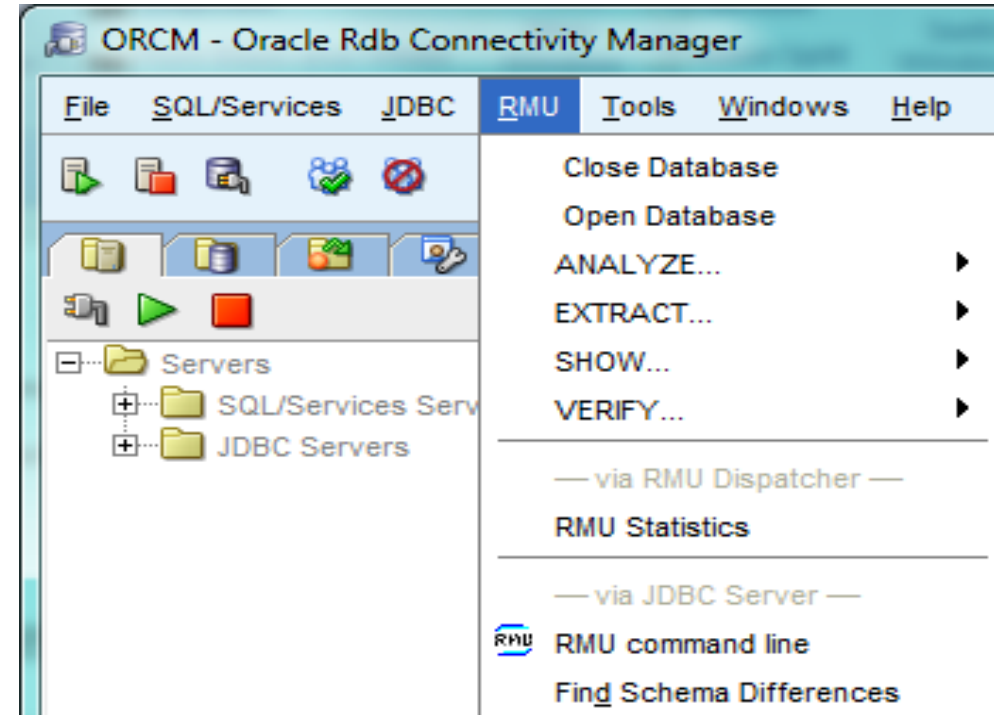 ORCM - Oracle Rdb Connectivity Manager
File SQL/Services JDBC RMU Tools Windows Help
Close Database
Open Database
ANALYZE...
EXTRACT...
SHOW...
VERIFY...
— via RMU Dispatcher —
RMU Statistics
— via JDBC Server —
RMU RMU command line
Find Schema Differences
Servers
SQL/Services Serv
JDBC Servers